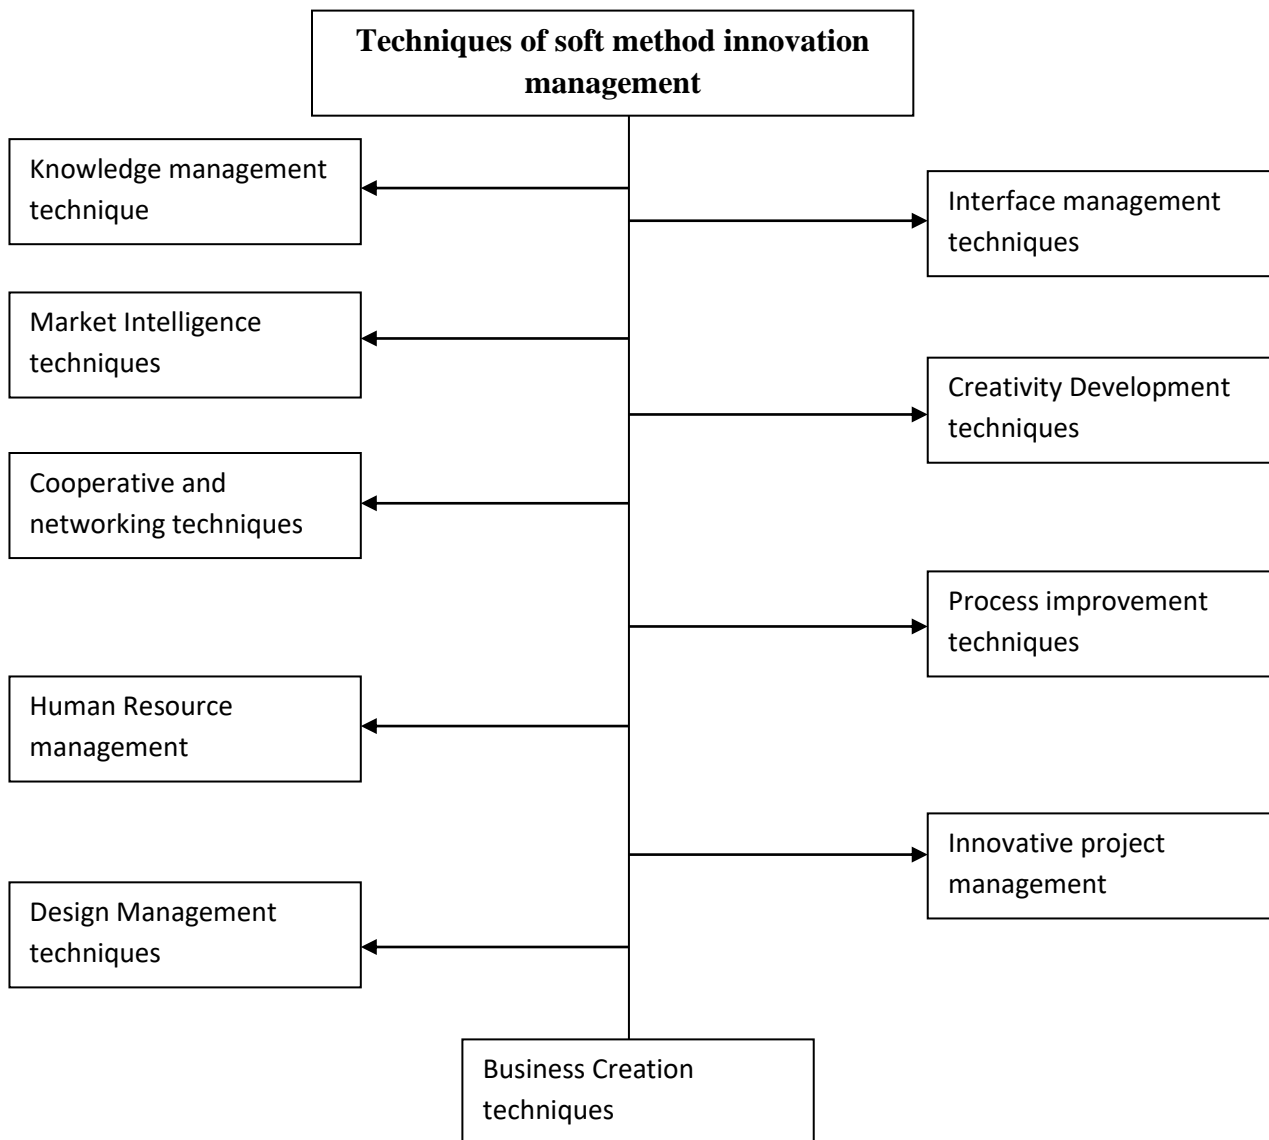 Techniques of soft method innovation
management
Knowledge management
technique
Interface management
techniques
Market Intelligence
techniques
Creativity Development
techniques
Cooperative and
networking techniques
Process improvement
techniques
Human Resource
management
Innovative project
management
Design Management
techniques
Business Creation
techniques